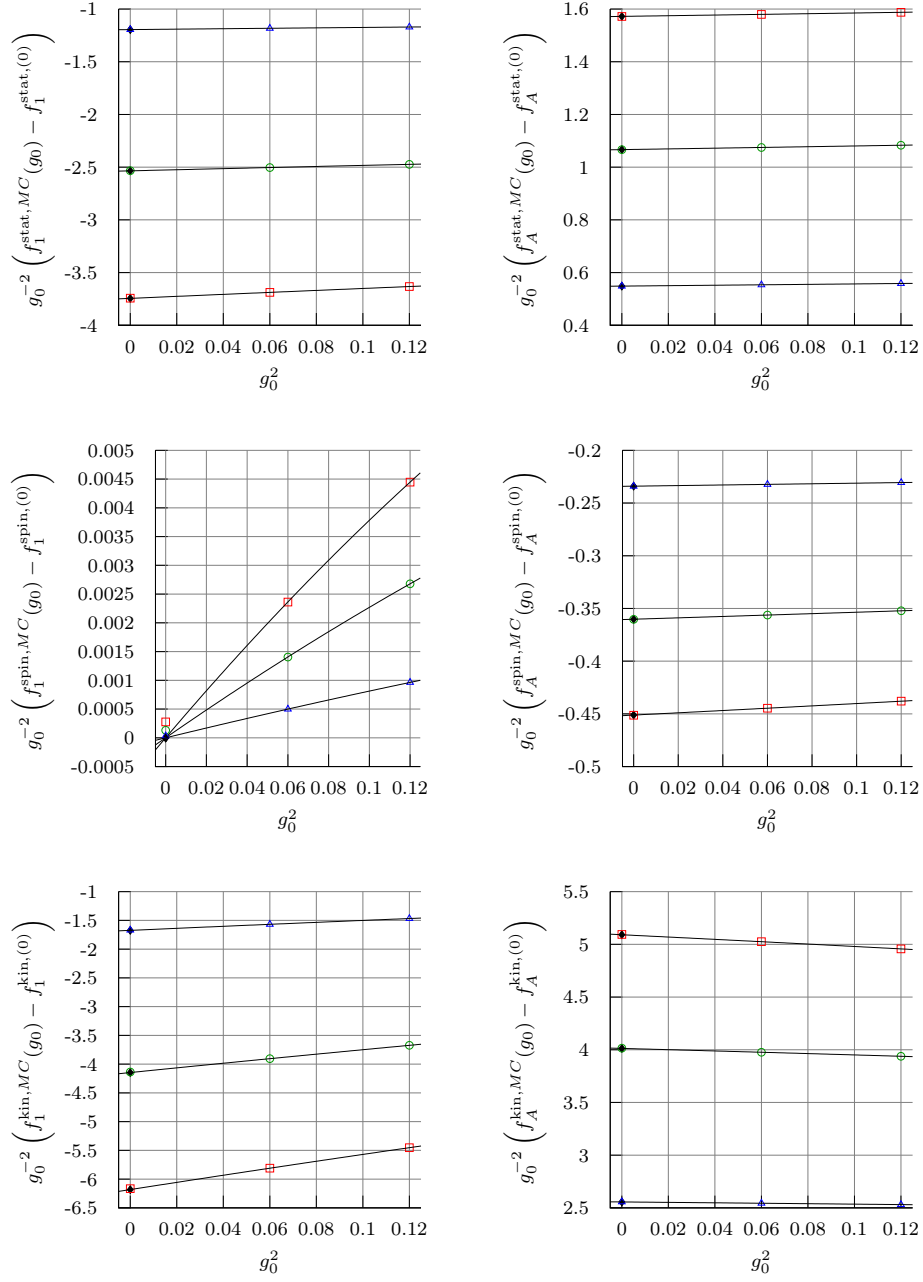 -1
-1.5
-2
-2.5
-3
-3.5
-4
0 0.02 0.04 0.06 0.08 0.1 0.12
g_0^2
g_0^{-2} ( f_1^{stat,MC}(g_0) − f_1^{stat,(0)} )
1.6
1.4
1.2
1
0.8
0.6
0.4
0 0.02 0.04 0.06 0.08 0.1 0.12
g_0^2
g_0^{-2} ( f_A^{stat,MC}(g_0) − f_A^{stat,(0)} )
0.005
0.0045
0.004
0.0035
0.003
0.0025
0.002
0.0015
0.001
0.0005
0
-0.0005
0 0.02 0.04 0.06 0.08 0.1 0.12
g_0^2
g_0^{-2} ( f_1^{spin,MC}(g_0) − f_1^{spin,(0)} )
-0.2
-0.25
-0.3
-0.35
-0.4
-0.45
-0.5
0 0.02 0.04 0.06 0.08 0.1 0.12
g_0^2
g_0^{-2} ( f_A^{spin,MC}(g_0) − f_A^{spin,(0)} )
-1
-1.5
-2
-2.5
-3
-3.5
-4
-4.5
-5
-5.5
-6
-6.5
0 0.02 0.04 0.06 0.08 0.1 0.12
g_0^2
g_0^{-2} ( f_1^{kin,MC}(g_0) − f_1^{kin,(0)} )
5.5
5
4.5
4
3.5
3
2.5
0 0.02 0.04 0.06 0.08 0.1 0.12
g_0^2
g_0^{-2} ( f_A^{kin,MC}(g_0) − f_A^{kin,(0)} )